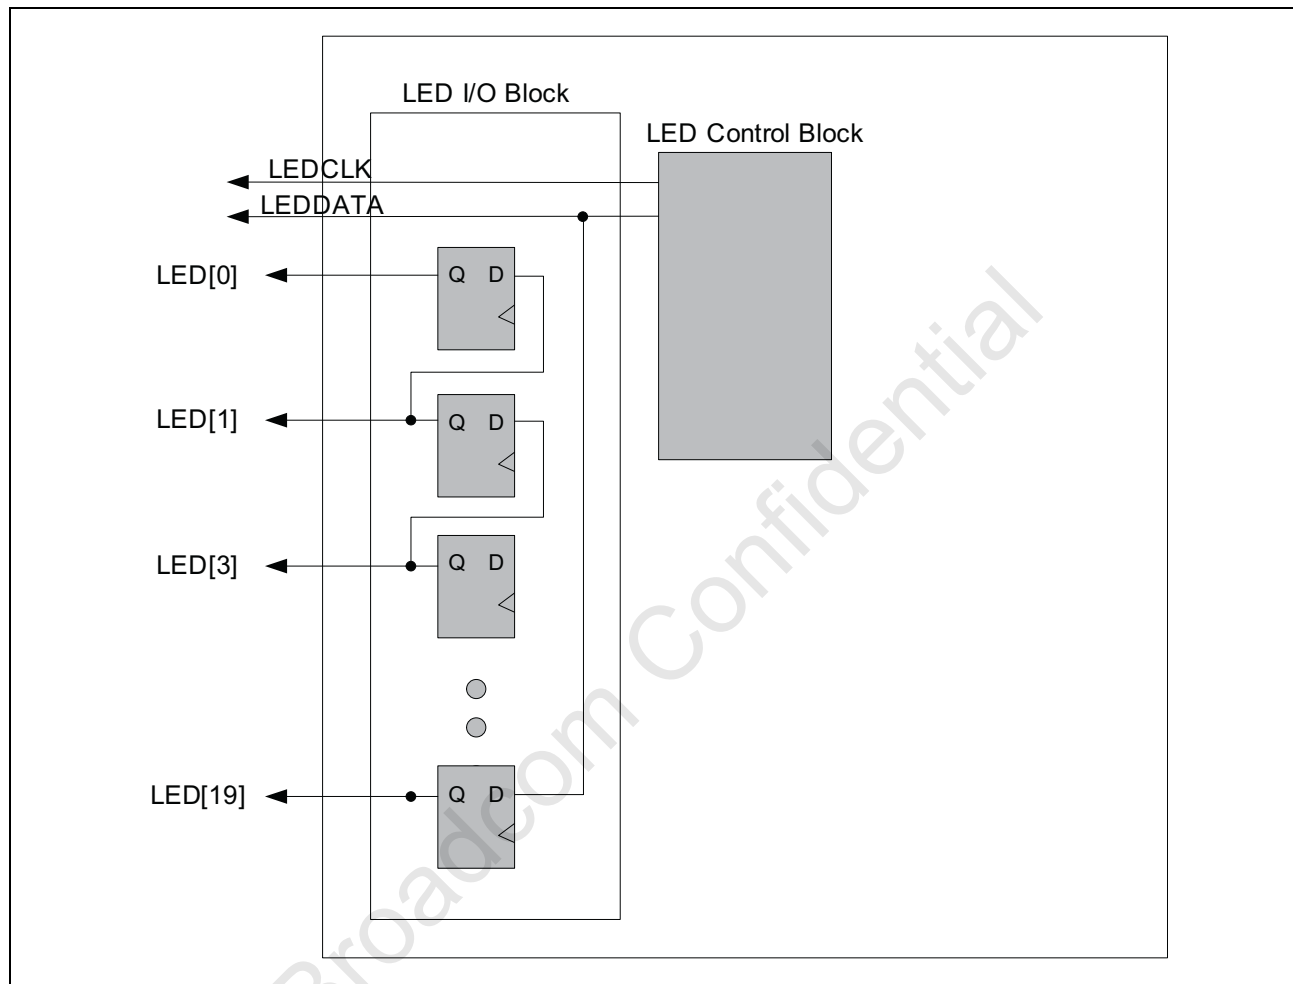 LED I/O Block
LED Control Block
LEDCLK
LEDDATA
LED[0]
Q D
LED[1]
Q D
LED[3]
Q D
LED[19]
Q D
Broadcom Confidential